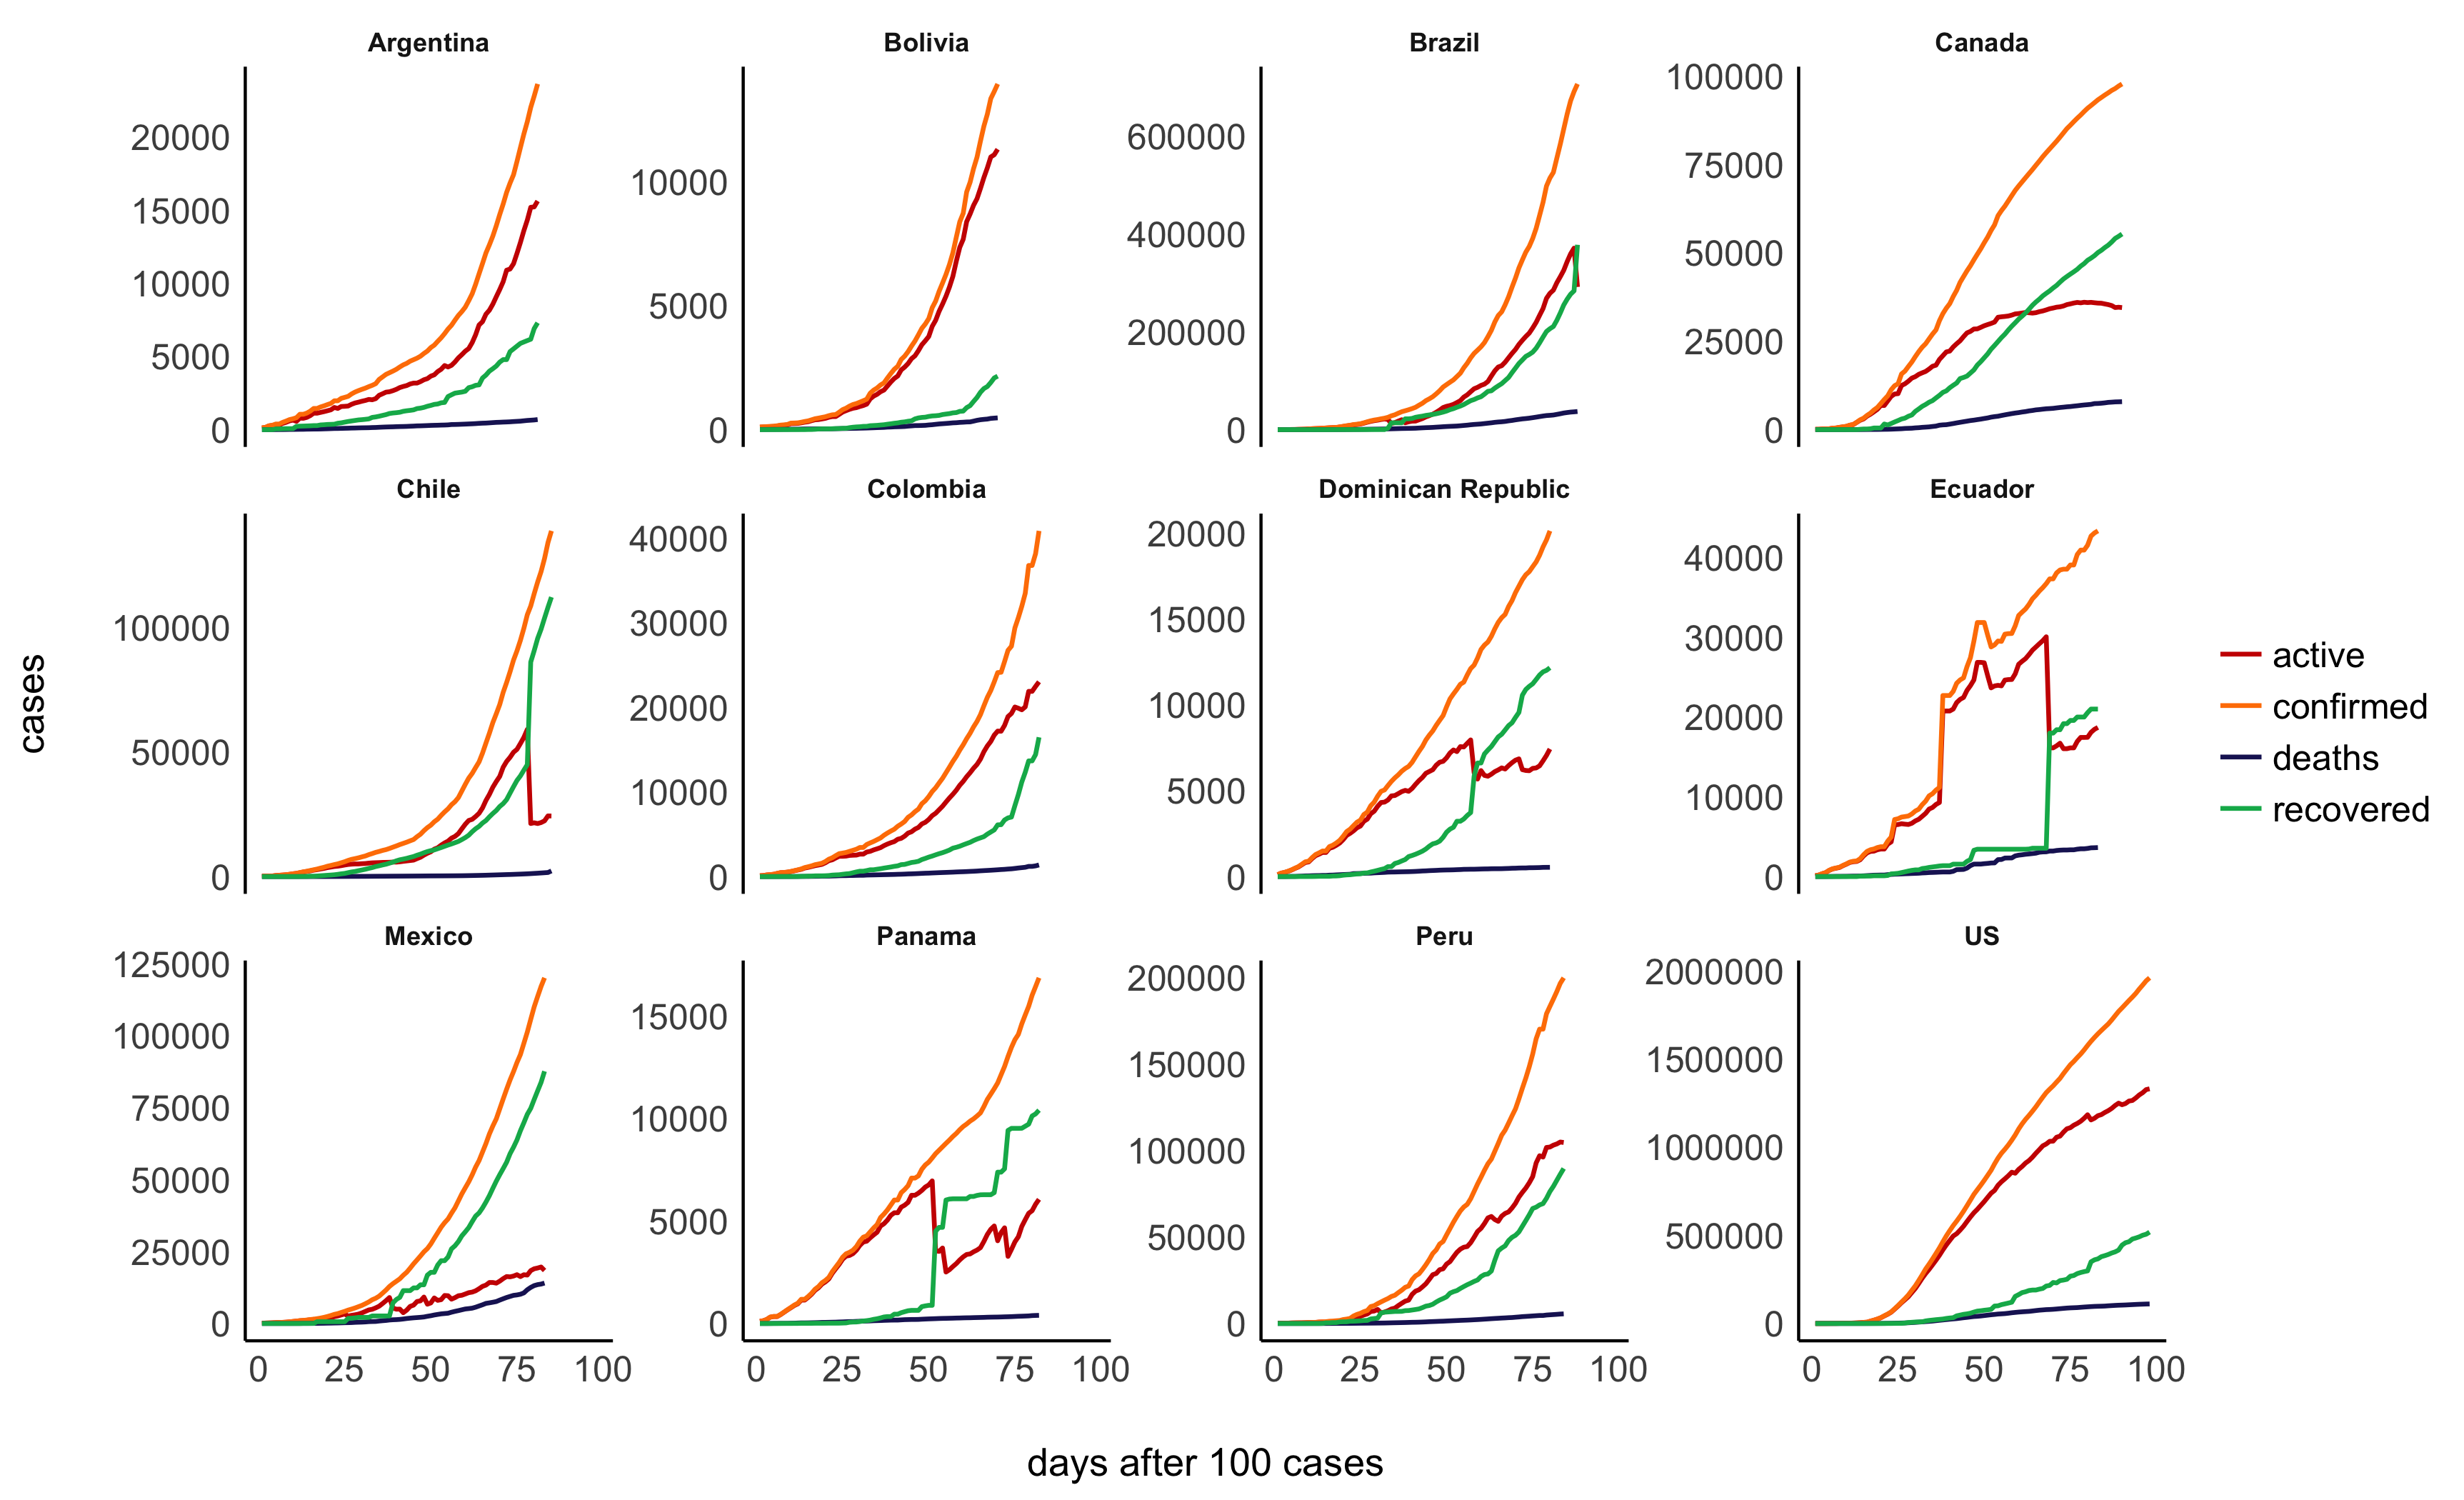 Argentina
Bolivia
Brazil
Canada
20000
15000
10000
5000
0
10000
5000
0
600000
400000
200000
0
100000
75000
50000
25000
0
Chile
Colombia
Dominican Republic
Ecuador
100000
50000
0
40000
30000
20000
10000
0
20000
15000
10000
5000
0
40000
30000
20000
10000
0
Mexico
Panama
Peru
US
125000
100000
75000
50000
25000
0
15000
10000
5000
0
200000
150000
100000
50000
0
2000000
1500000
1000000
500000
0
0 25 50 75 100
0 25 50 75 100
0 25 50 75 100
0 25 50 75 100
cases
days after 100 cases
active
confirmed
deaths
recovered